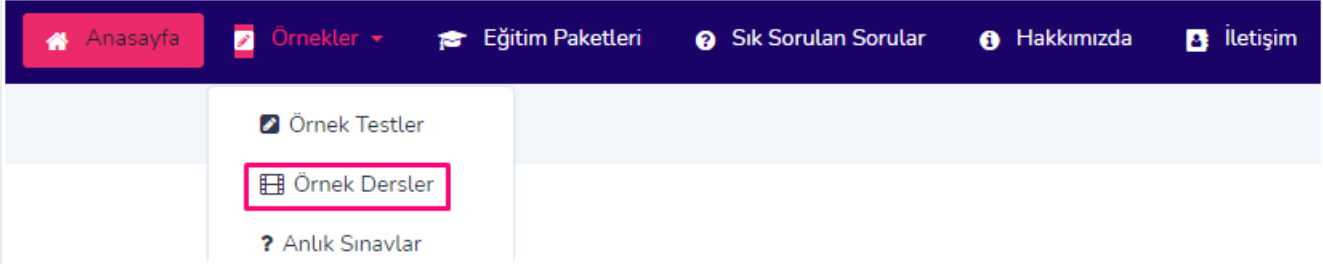 Anasayfa Örnekler Eğitim Paketleri Sık Sorulan Sorular Hakkımızda İletişim
Örnek Testler
Örnek Dersler
? Anlık Sınavlar